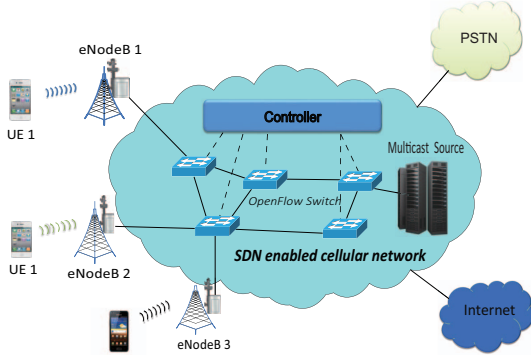 eNodeB 1
PSTN
UE 1
Controller
Multicast Source
OpenFlow Switch
UE 1
eNodeB 2
SDN enabled cellular network
Internet
eNodeB 3